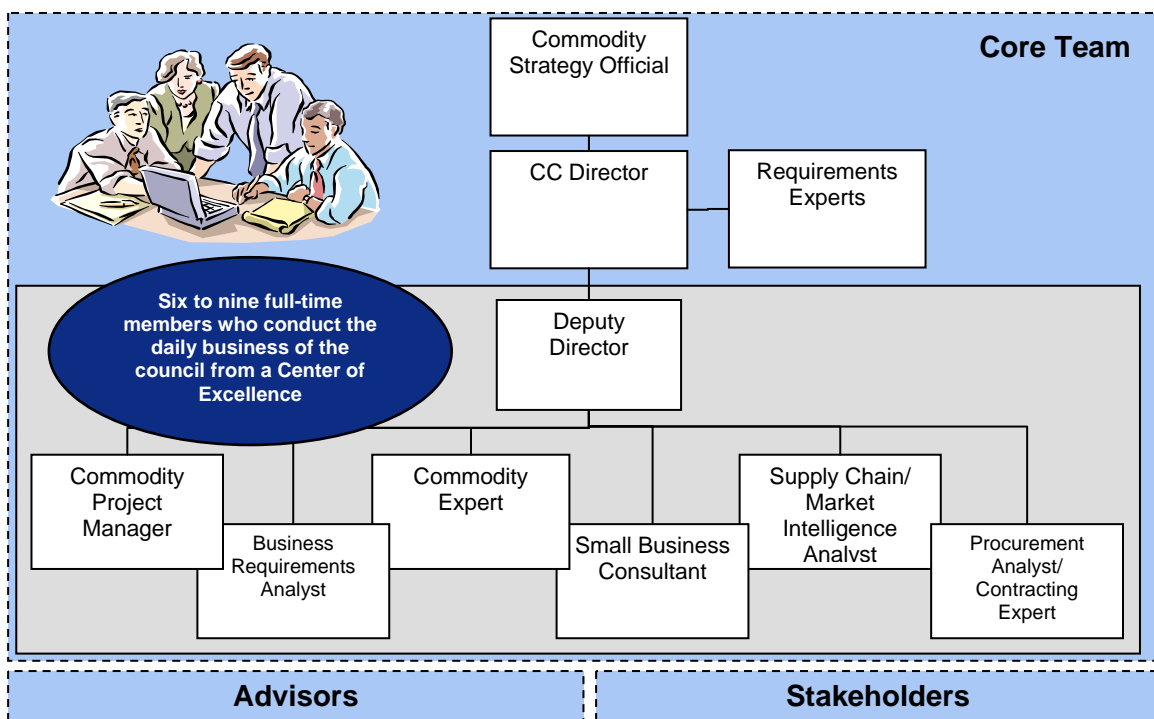 Core Team
Commodity
Strategy Official
CC Director
Requirements
Experts
Six to nine full-time
members who conduct the
daily business of the
council from a Center of
Excellence
Deputy
Director
Commodity
Project
Manager
Business
Requirements
Analyst
Commodity
Expert
Small Business
Consultant
Supply Chain/
Market
Intelligence
Analyst
Procurement
Analyst/
Contracting
Expert
Advisors
Stakeholders